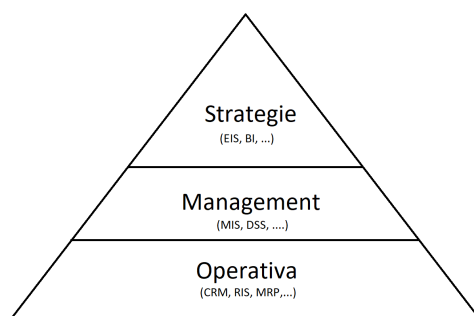 Strategie
(EIS, BI, ...)
Management
(MIS, DSS, ....)
Operativa
(CRM, RIS, MRP,...)